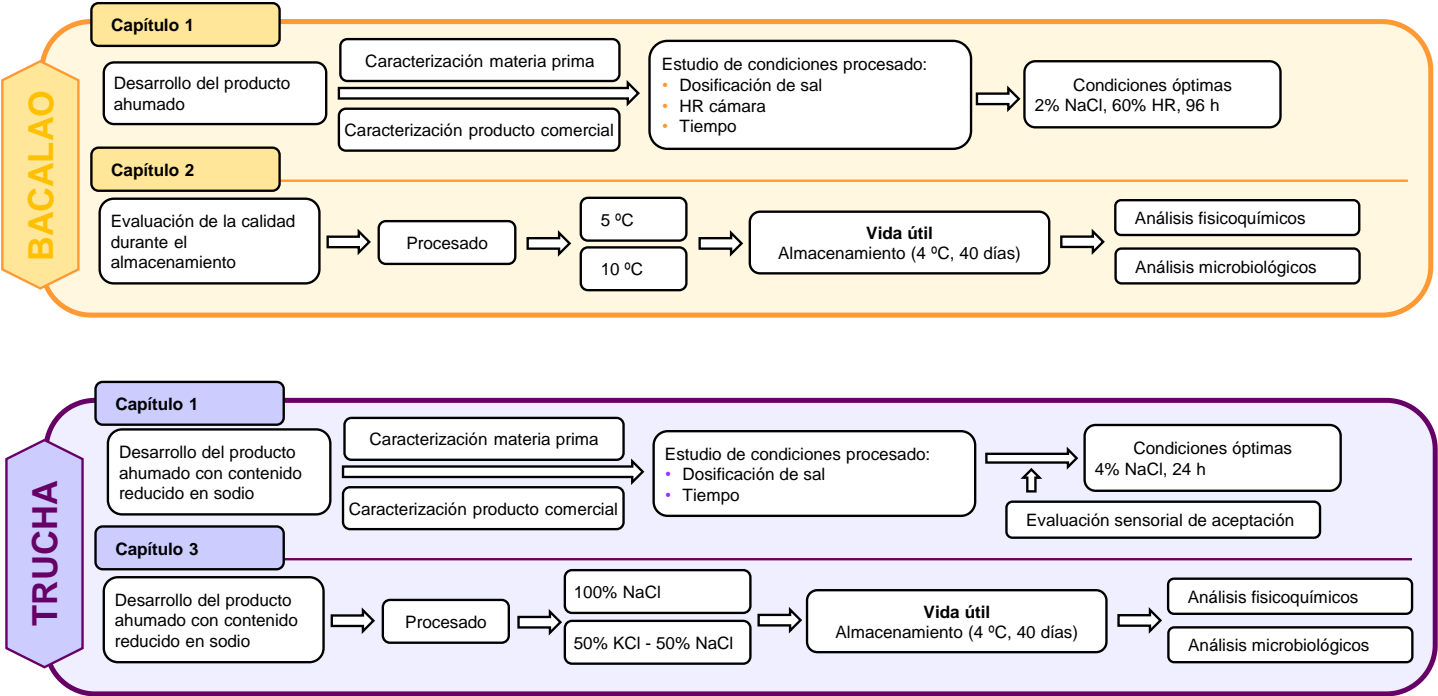 BACALAO
Capítulo 1
Desarrollo del producto
ahumado
Caracterización materia prima
Caracterización producto comercial
Estudio de condiciones procesado:
• Dosificación de sal
• HR cámara
• Tiempo
Condiciones óptimas
2% NaCl, 60% HR, 96 h
Capítulo 2
Evaluación de la calidad
durante el
almacenamiento
Procesado
5 ºC
10 ºC
Vida útil
Almacenamiento (4 ºC, 40 días)
Análisis fisicoquímicos
Análisis microbiológicos
TRUCHA
Capítulo 1
Desarrollo del producto
ahumado con contenido
reducido en sodio
Caracterización materia prima
Caracterización producto comercial
Estudio de condiciones procesado:
• Dosificación de sal
• Tiempo
Condiciones óptimas
4% NaCl, 24 h
Evaluación sensorial de aceptación
Capítulo 3
Desarrollo del producto
ahumado con contenido
reducido en sodio
Procesado
100% NaCl
50% KCl - 50% NaCl
Vida útil
Almacenamiento (4 ºC, 40 días)
Análisis fisicoquímicos
Análisis microbiológicos